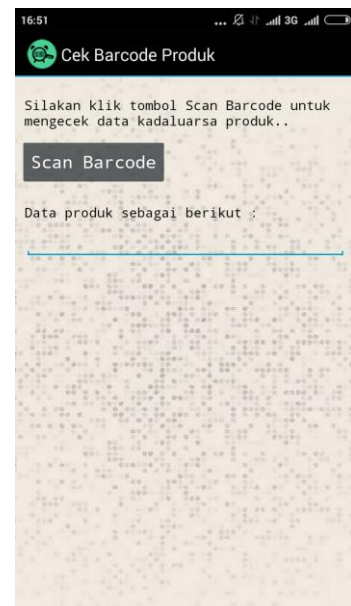 16:51
... 3G
Cek Barcode Produk
Silakan klik tombol Scan Barcode untuk
mengecek data kadaluarsa produk..
Scan Barcode
Data produk sebagai berikut :